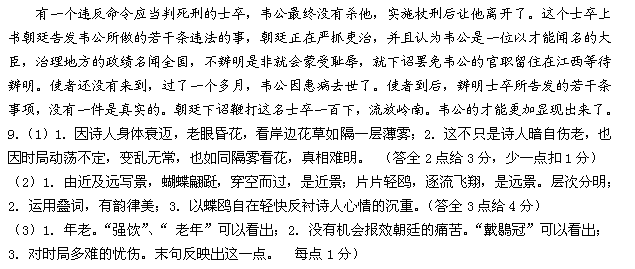 有一个违反命令应当判死刑的士卒，韦公最终没有杀他，实施杖刑后让他离开了。这个士卒上
书朝廷告发韦公所做的若干条违法的事，朝廷正在严抓吏治，并且认为韦公是一位以才能闻名的大
臣，治理地方的政绩名闻全国，不辨明是非就会蒙受耻辱，就下诏罢免韦公的官职留住在江西等待
辨明。使者还没有来到，过了一个多月，韦公因患病去世了。使者到后，辨明士卒所告发的若干条
事项，没有一件是真实的。朝廷下诏鞭打这名士卒一百下，流放岭南。韦公的才能更加显现出来了。
9.（1）1. 因诗人身体衰迈，老眼昏花，看岸边花草如隔一层薄雾；2. 这不只是诗人暗自伤老，也
因时局动荡不定，变乱无常，也如同隔雾看花，真相难明。 （答全2点给3分，少一点扣1分）
（2）1. 由近及远写景，蝴蝶翩跹，穿空而过，是近景；片片轻鸥，逐流飞翔，是远景。层次分明；
2. 运用叠词，有韵律美；3. 以蝶鸥自在轻快反衬诗人心情的沉重。（答全3点给4分）
（3）1. 年老。“强饮”、“ 老年”可以看出；2. 没有机会报效朝廷的痛苦。“戴鶡冠”可以看出；
3. 对时局多难的忧伤。末句反映出这一点。 每点1分）